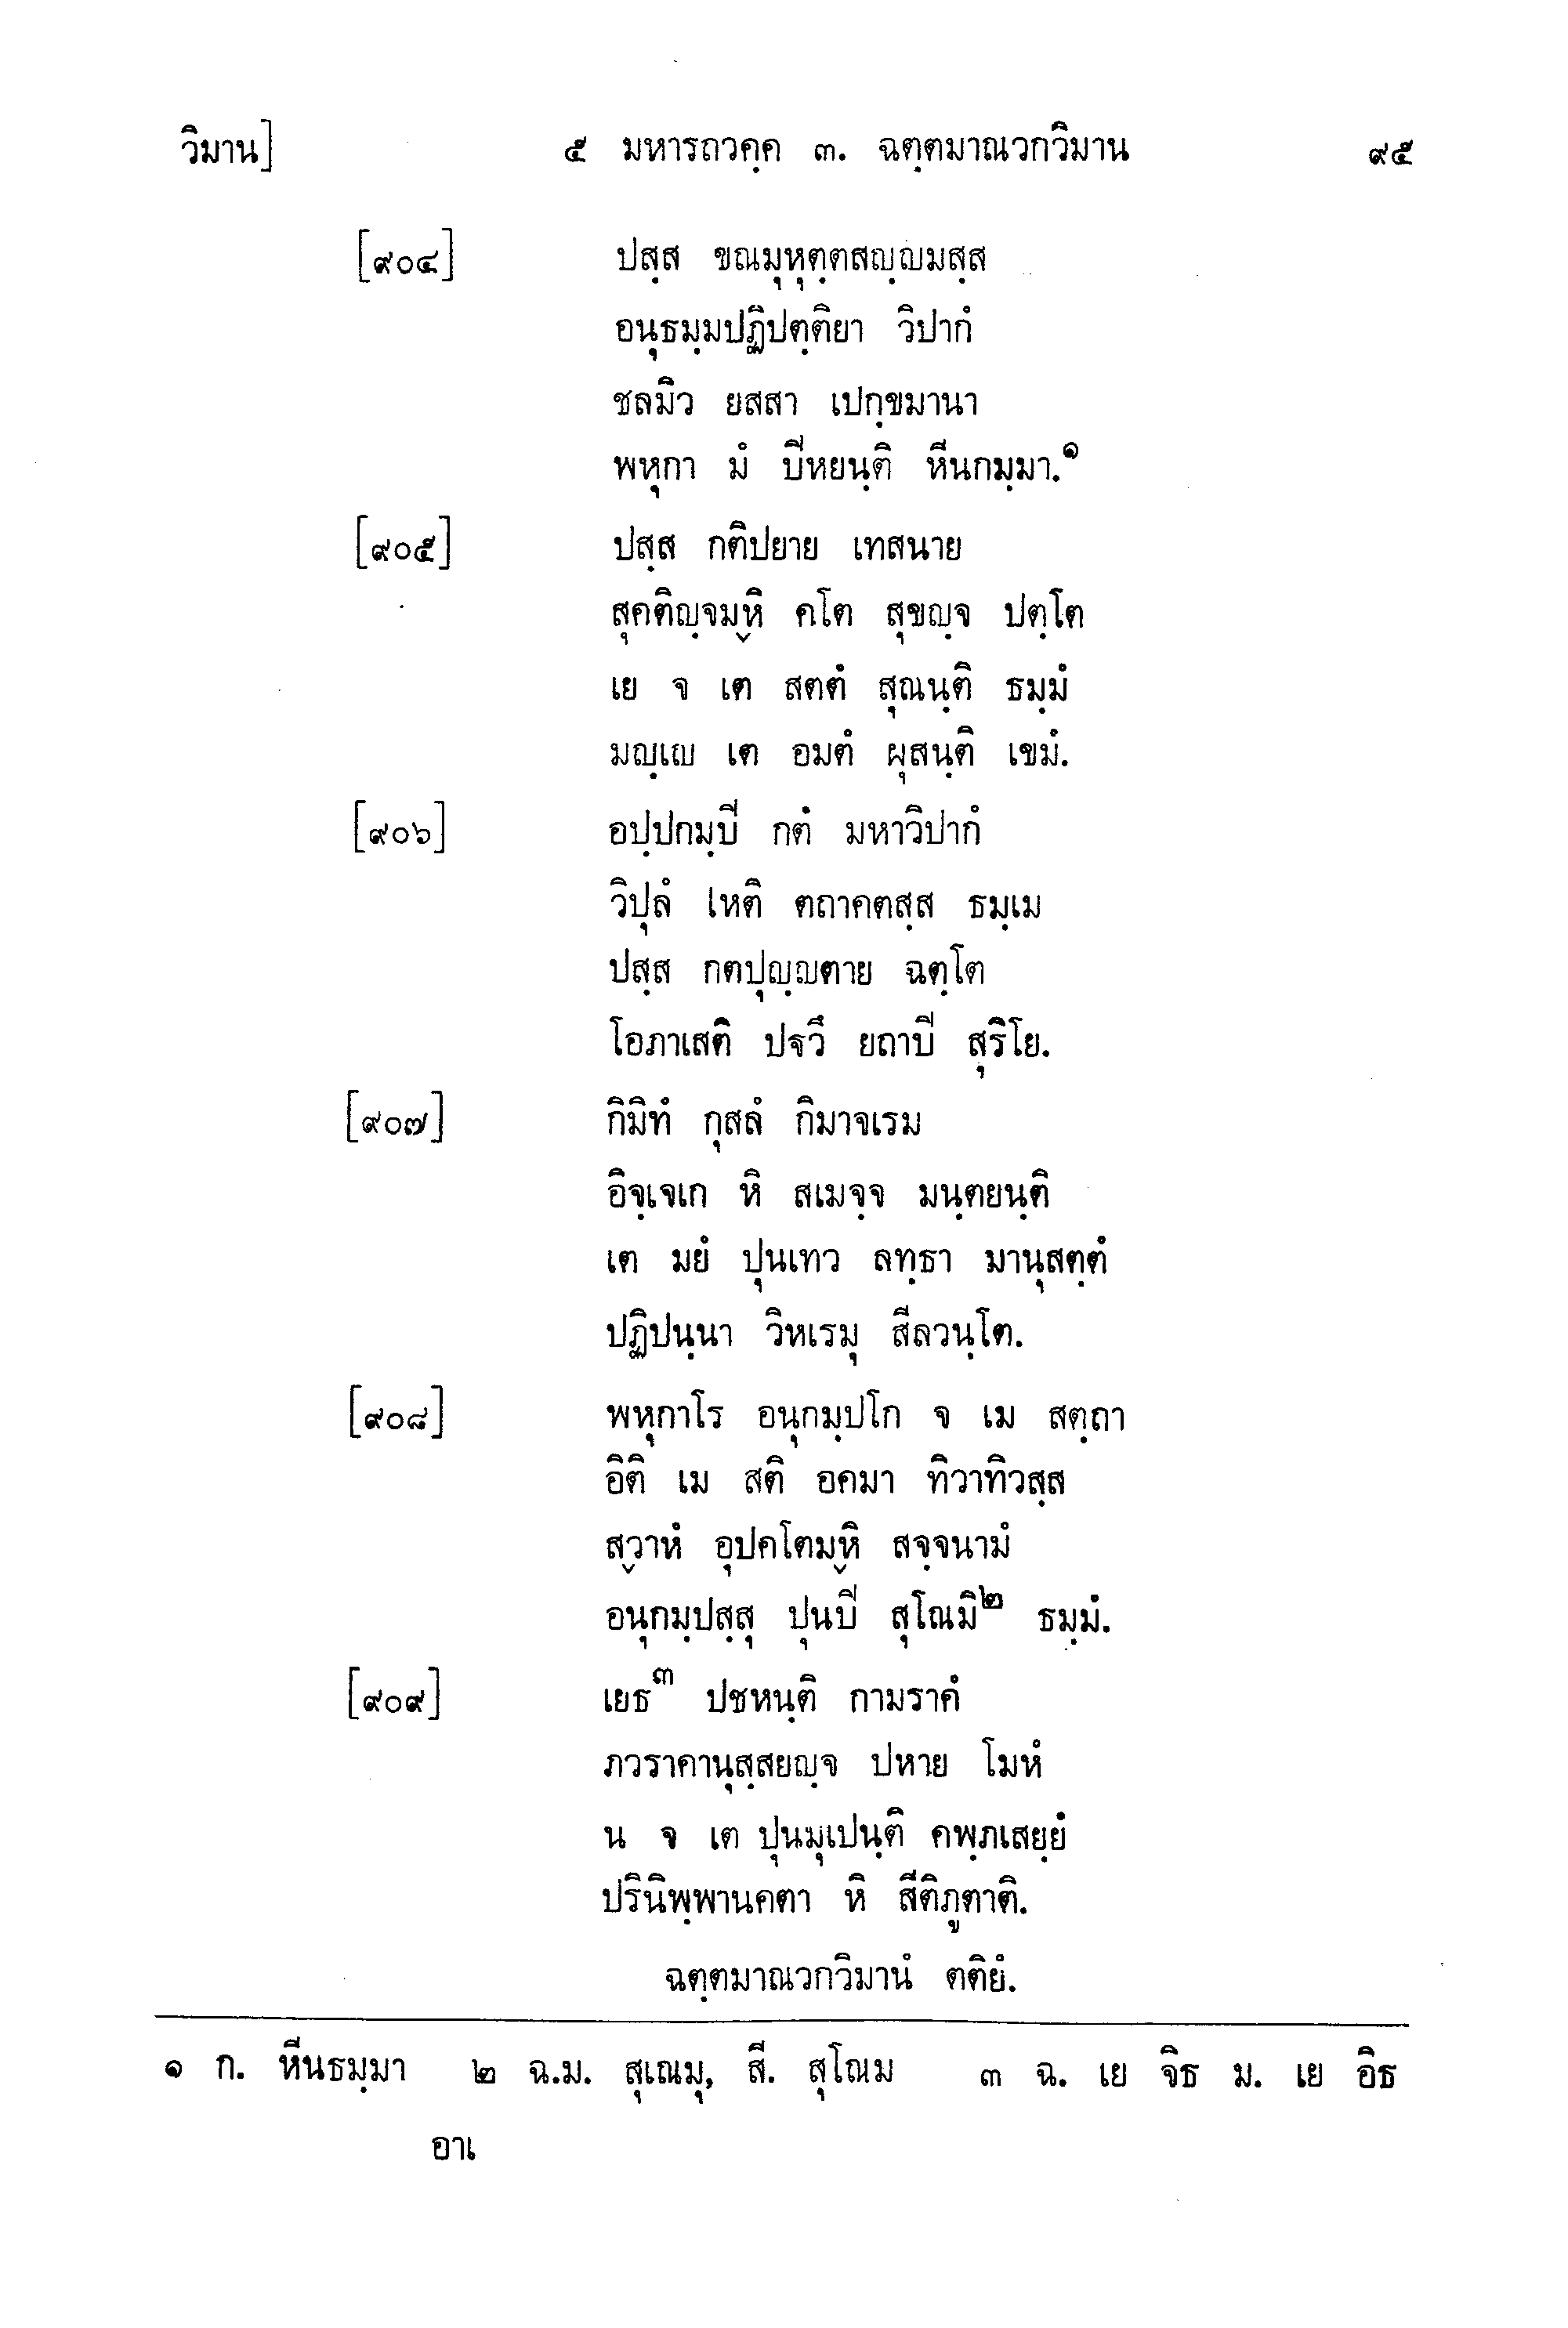 วิมาน] ๕ มหารถวคฺค ๓. ฉตฺตมาณวกวิมาน ๙๕
[๙๐๔] ปสฺส ขณมุหุตฺตสญฺญมสฺส
อนุธมฺมปฏิปตฺติยา วิปากํ
ชลมิว ยสสา เปกฺขมานา
พหุกา มํ ปีหยนฺติ หีนกมฺมา.๑
[๙๐๕] ปสฺส กติปยาย เทสนาย
สุคติญฺจมฺหิ คโต สุขญฺจ ปตฺโต
เย จ เต สตตํ สุณนฺติ ธมฺมํ
มญฺเญ เต อมตํ ผุสนฺติ เขมํ.
[๙๐๖] อปฺปกมฺปี กตํ มหาวิปากํ
วิปุลํ โหติ ตถาคตสฺส ธมฺเม
ปสฺส กตปุญฺญตาย ฉตฺโต
โอภาเสติ ปฐวึ ยถาปี สุริโย.
[๙๐๗] กิมิทํ กุสลํ กิมาจเรม
อิจฺเจเก หิ สเมจฺจ มนฺตยนฺติ
เต มยํ ปุนเทว ลทฺธา มานุสตฺตํ
ปฏิปนฺนา วิหเรมุ สีลวนฺโต.
[๙๐๘] พหุกาโร อนุกมฺปโก จ เม สตฺถา
อิติ เม สติ อคมา ทิวาทิวสฺส
สฺวาหํ อุปคโตมฺหิ สจฺจนามํ
อนุกมฺปสฺสุ ปุนปี สุโณมิ๒ ธมฺมํ.
[๙๐๙] เยธ๓ ปชหนฺติ กามราคํ
ภวราคานุสฺสยญฺจ ปหาย โมหํ
น จ เต ปุนมุเปนฺติ คพฺภเสยฺยํ
ปรินิพฺพานคตา หิ สีติภูตาติ.
ฉตฺตมาณวกวิมานํ ตติยํ.
๑ ก. หีนธมฺมา ๒ ฉ.ม. สุเณมุ, สี. สุโณม ๓ ฉ. เย จิธ ม. เย อิธ
อาเ